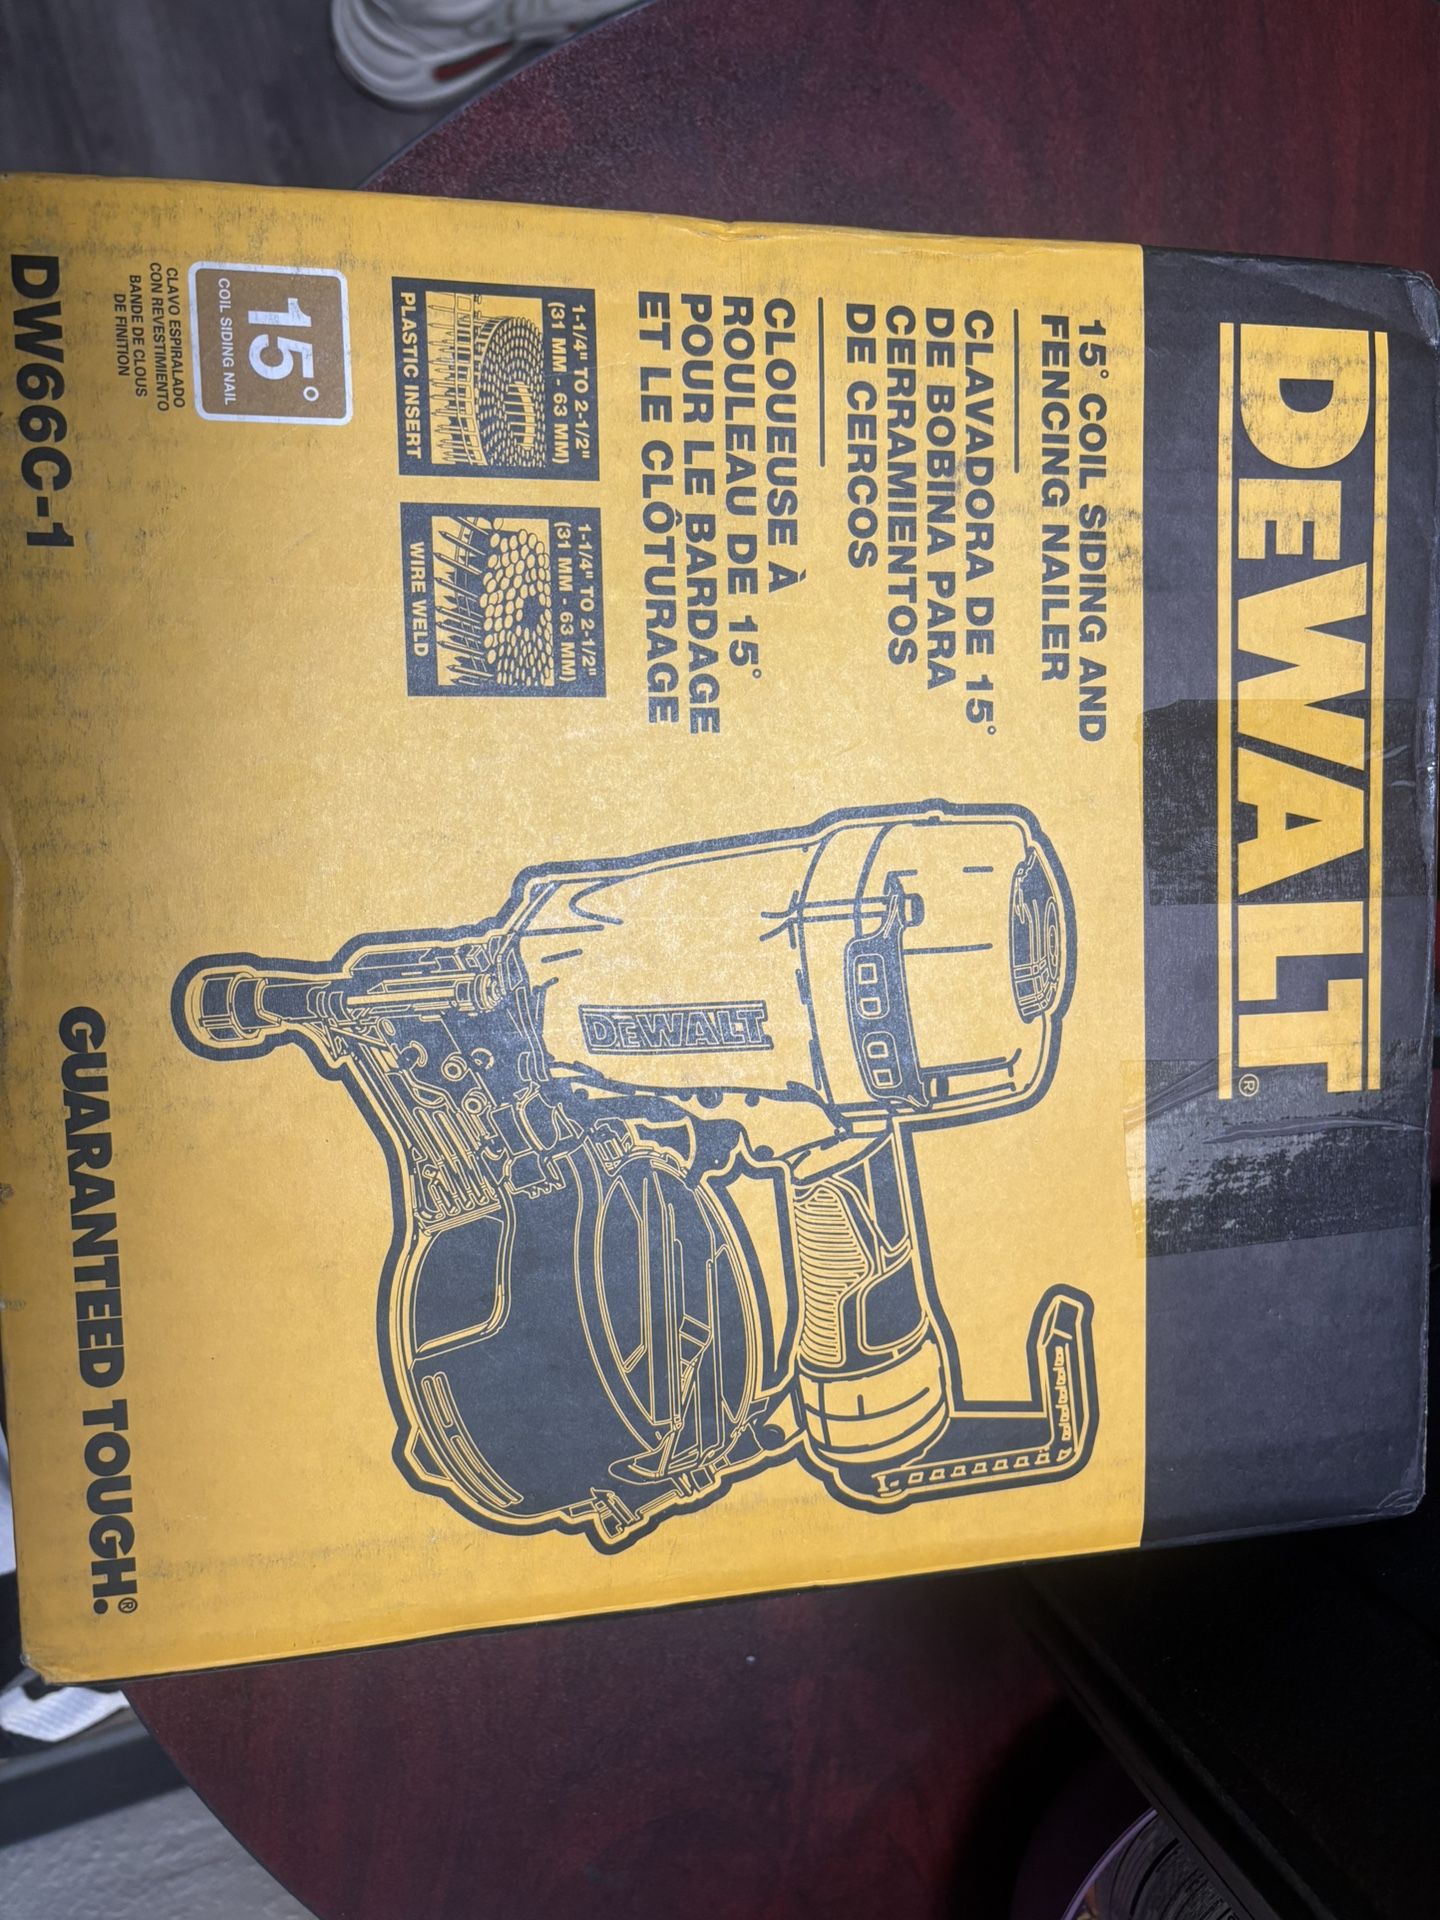 DEWALT®
15° COIL SIDING AND
FENCING NAILER
CLAVADORA DE 15°
DE BOBINA PARA
CERRAMIENTOS
DE CERCOS
CLOUEUSE À
ROULEAU DE 15°
POUR LE BARDAGE
ET LE CLÔTURAGE
1-1/4" TO 2-1/2"
(31 MM - 63 MM)
PLASTIC INSERT
1-1/4" TO 2-1/2"
(31 MM - 63 MM)
WIRE WELD
DEWALT
15°
COIL SIDING NAIL
CLAVO ESPIRALADO
CON REVESTIMIENTO
BANDE DE CLOUS
DE FINITION
DW66C-1
GUARANTEED TOUGH.®